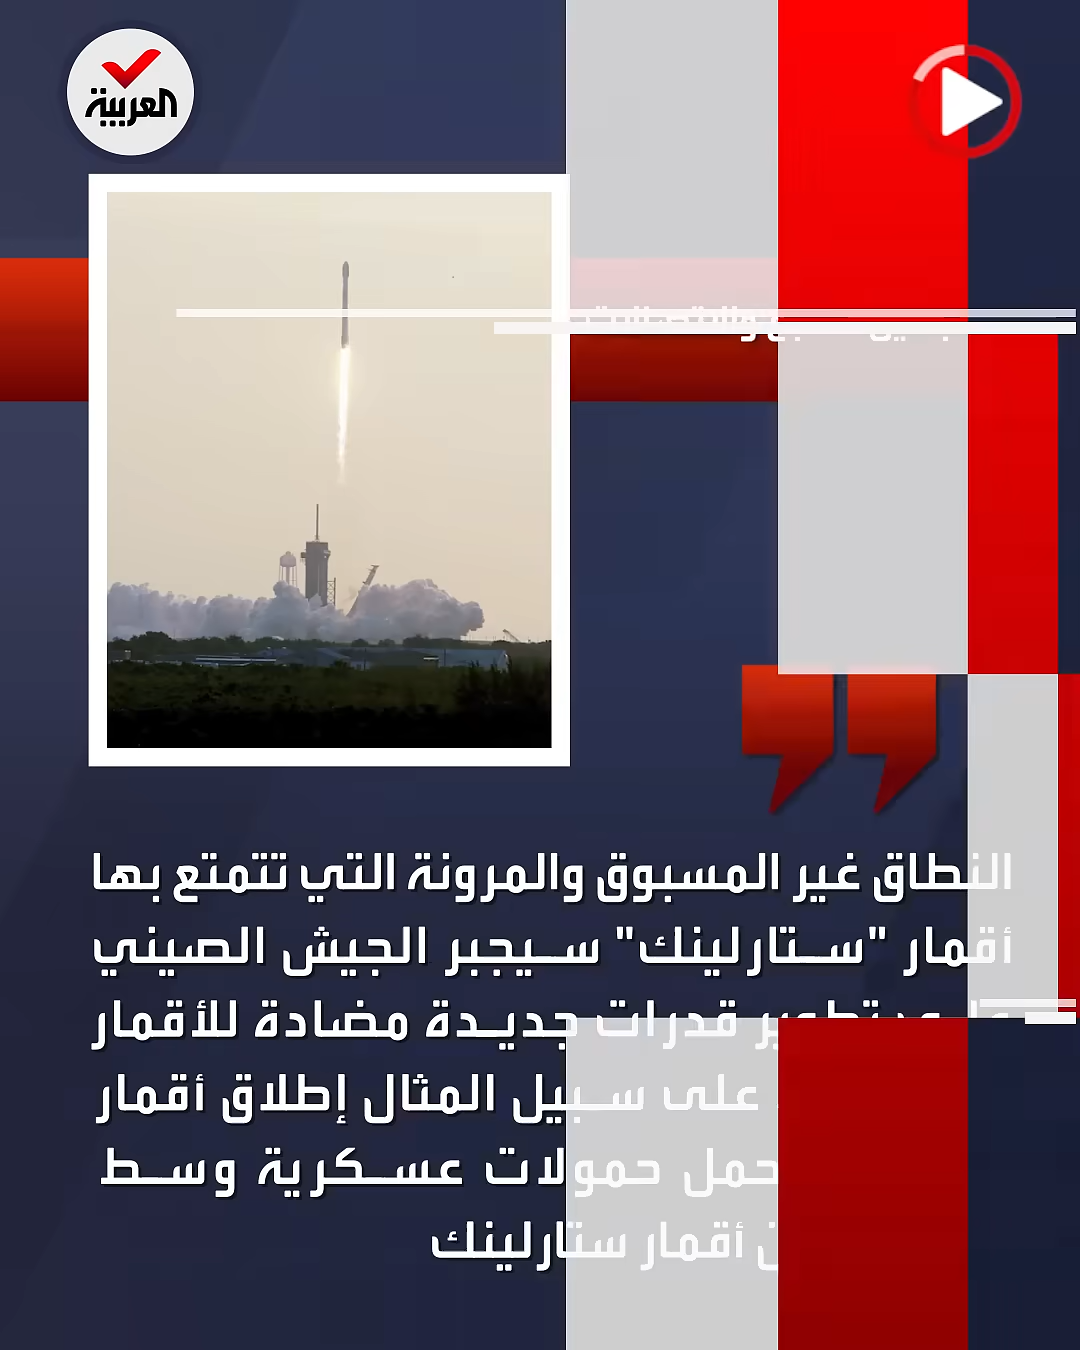 العربية
النطاق غير المسبوق والمرونة التي تتمتع بها
أقمار "ستارلينك" سيجبر الجيش الصيني
قدرات جديدة مضادة للأقمار
على سبيل المثال إطلاق أقمار
حمولات عسكرية وسط
أقمار ستارلينك